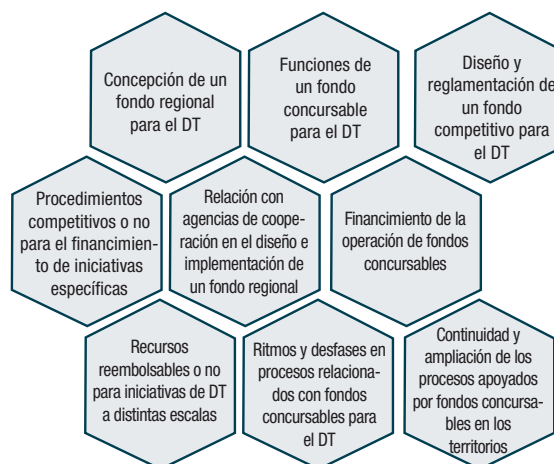 Concepción de un
fondo regional
para el DT
Funciones de
un fondo
concursable
para el DT
Diseño y
reglamentación de
un fondo
competitivo para
el DT
Procedimientos
competitivos o no
para el financimien-
to de iniciativas
específicas
Relación con
agencias de coope-
ración en el diseño e
implementación de
un fondo regional
Financimiento de la
operación de fondos
concursables
Recursos
reembolsables o no
para iniciativas de DT
a distintas escalas
Ritmos y desfases en
procesos relaciona-
dos con fondos
concursables para
el DT
Continuidad y
ampliación de los
procesos apoyados
por fondos concursa-
bles en los
territorios